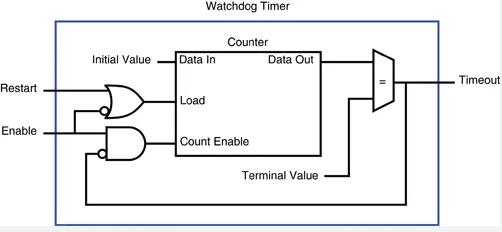 Watchdog Timer
Counter
Initial Value
Data In
Data Out
Restart
=
Timeout
Load
Enable
Count Enable
Terminal Value